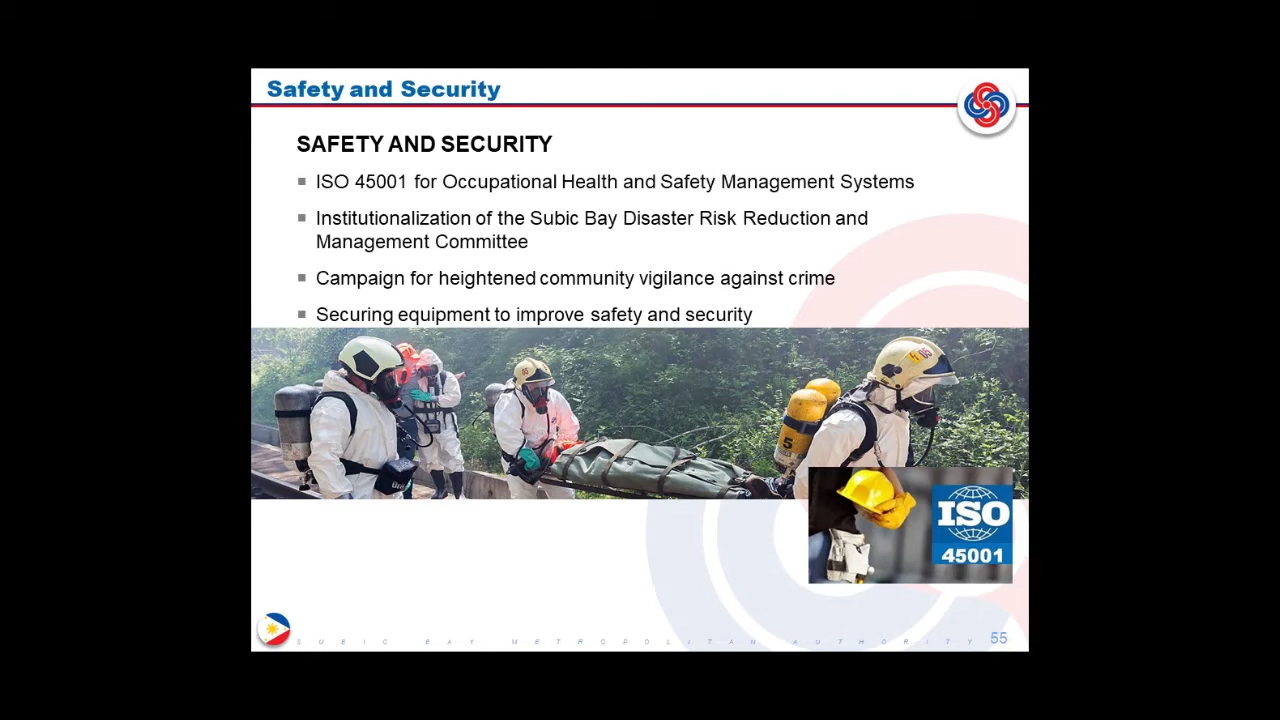 Safety and Security
SAFETY AND SECURITY
ISO 45001 for Occupational Health and Safety Management Systems
Institutionalization of the Subic Bay Disaster Risk Reduction and
Management Committee
Campaign for heightened community vigilance against crime
Securing equipment to improve safety and security
5
ISO
45001
SUBIC BAY METROPOLITAN AUTHORITY
55